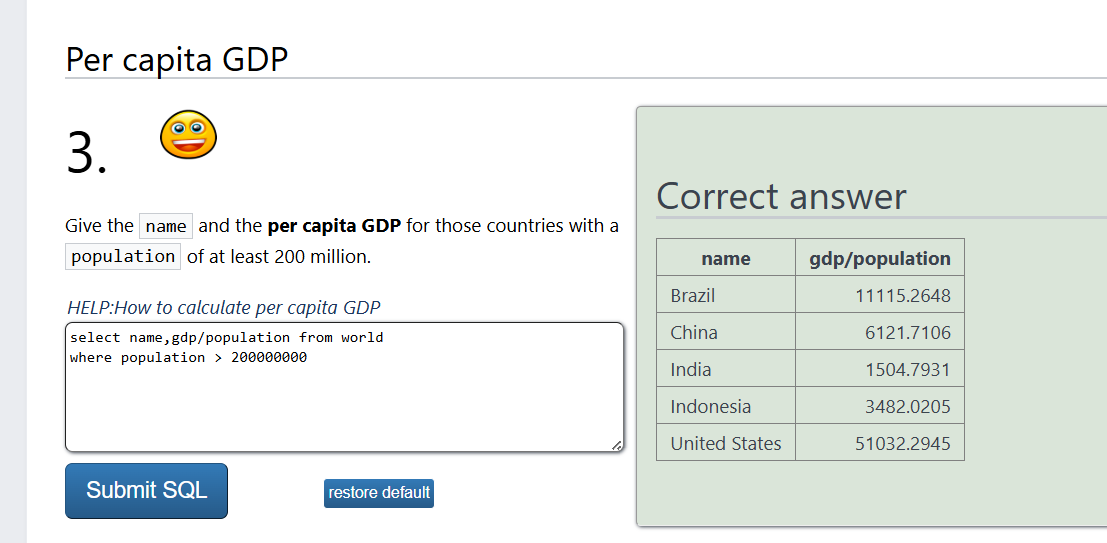 Per capita GDP
3.
Give the name and the per capita GDP for those countries with a
population of at least 200 million.
HELP:How to calculate per capita GDP
select name,gdp/population from world
where population > 200000000
Submit SQL
restore default
Correct answer
name gdp/population
Brazil 11115.2648
China 6121.7106
India 1504.7931
Indonesia 3482.0205
United States 51032.2945